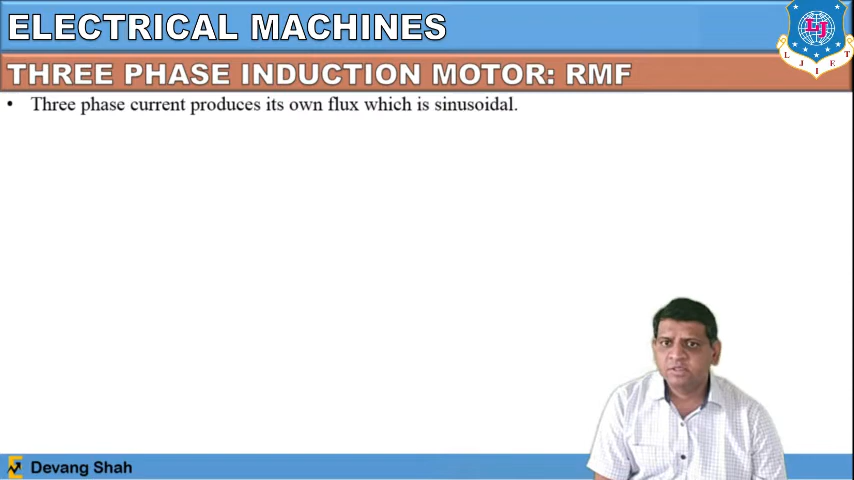 ELECTRICAL MACHINES
THREE PHASE INDUCTION MOTOR: RMF
LJ
L J I E T
• Three phase current produces its own flux which is sinusoidal.
Devang Shah